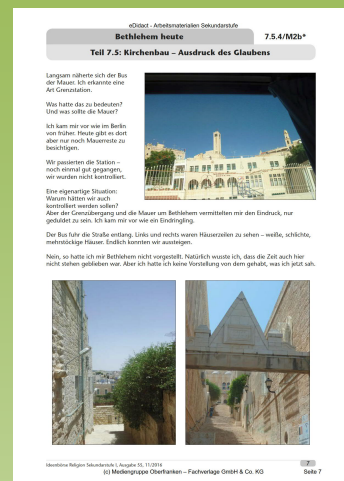 eDidact - Arbeitsmaterialien Sekundarstufe
Bethlehem heute 7.5.4/M2b*
Teil 7.5: Kirchenbau – Ausdruck des Glaubens
Langsam näherte sich der Bus
der Mauer. Ich erkannte eine
Art Grenzstation.
Was hatte das zu bedeuten?
Und was sollte die Mauer?
Ich kam mir vor wie im Berlin
von früher. Heute gibt es dort
aber nur noch Mauerreste zu
besichtigen.
Wir passierten die Station –
noch einmal gut gegangen,
wir wurden nicht kontrolliert.
Eine eigenartige Situation:
Warum hätten wir auch
kontrolliert werden sollen?
Aber der Grenzübergang und die Mauer um Bethlehem vermittelten mir den Eindruck, nur
geduldet zu sein. Ich kam mir vor wie ein Eindringling.
Der Bus fuhr die Straße entlang. Links und rechts waren Häuserzeilen zu sehen – weiße, schlichte,
mehrstöckige Häuser. Endlich konnten wir aussteigen.
Nein, so hatte ich mir Bethlehem nicht vorgestellt. Natürlich wusste ich, dass die Zeit auch hier
nicht stehen geblieben war. Aber ich hatte ich keine Vorstellung von dem gehabt, was ich jetzt sah.
Ideenbörse Religion Sekundarstufe I, Ausgabe 55, 11/2016 7
(c) Mediengruppe Oberfranken – Fachverlage GmbH & Co. KG Seite 7